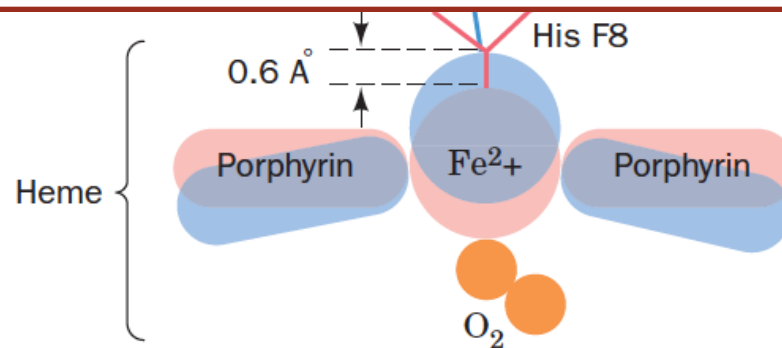 His F8
0.6 Å
Porphyrin
Fe²+
Porphyrin
Heme
O₂